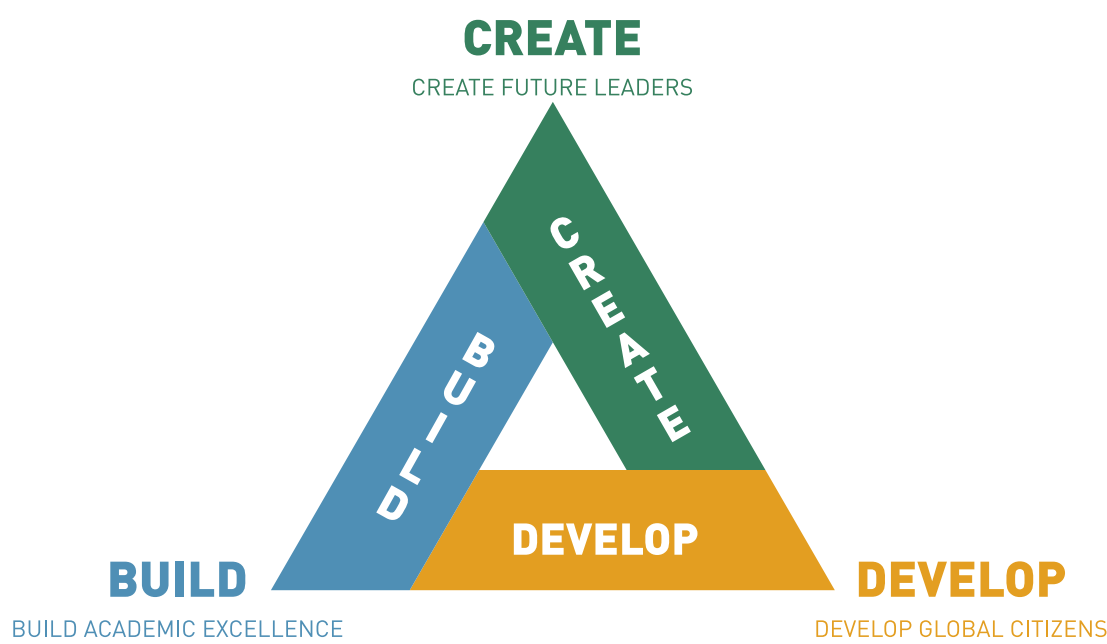 CREATE
CREATE FUTURE LEADERS
CREATE
BUILD
DEVELOP
BUILD
BUILD ACADEMIC EXCELLENCE
DEVELOP
DEVELOP GLOBAL CITIZENS